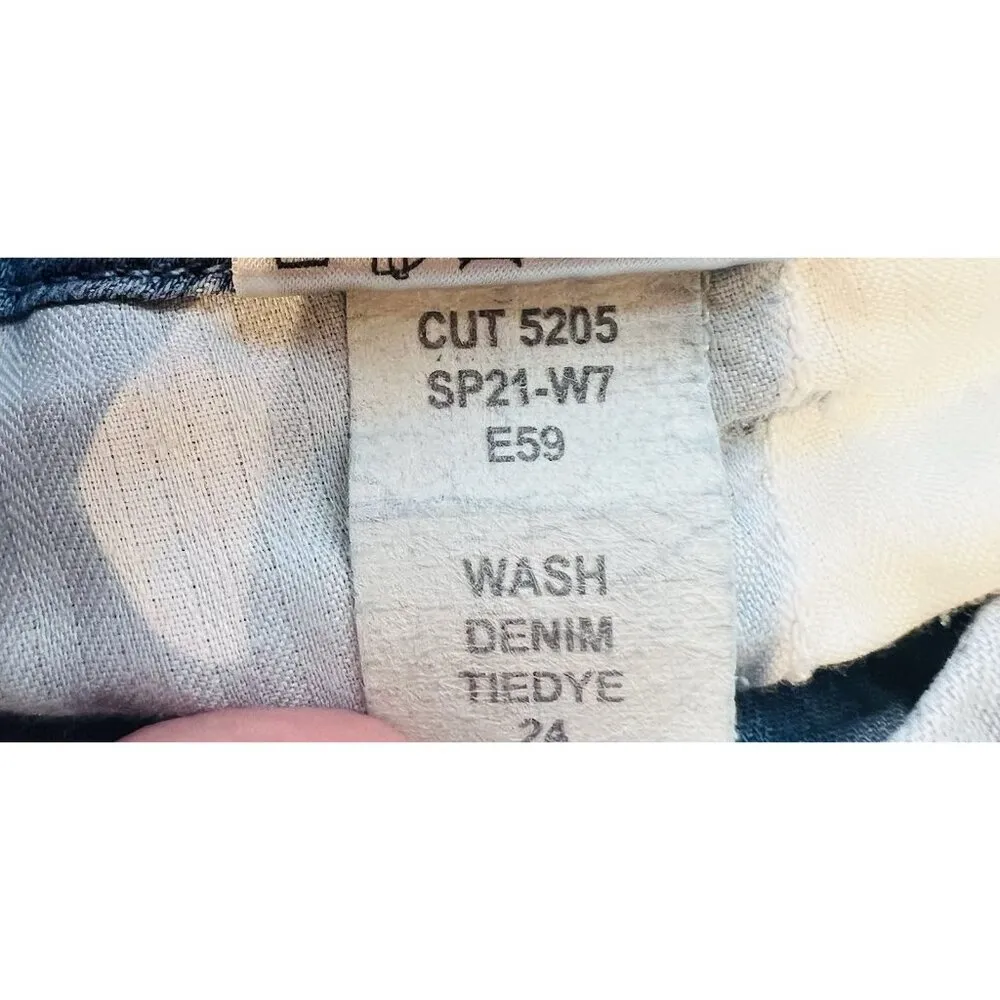 CUT 5205
SP21-W7
E59
WASH
DENIM
TIEDYE
24